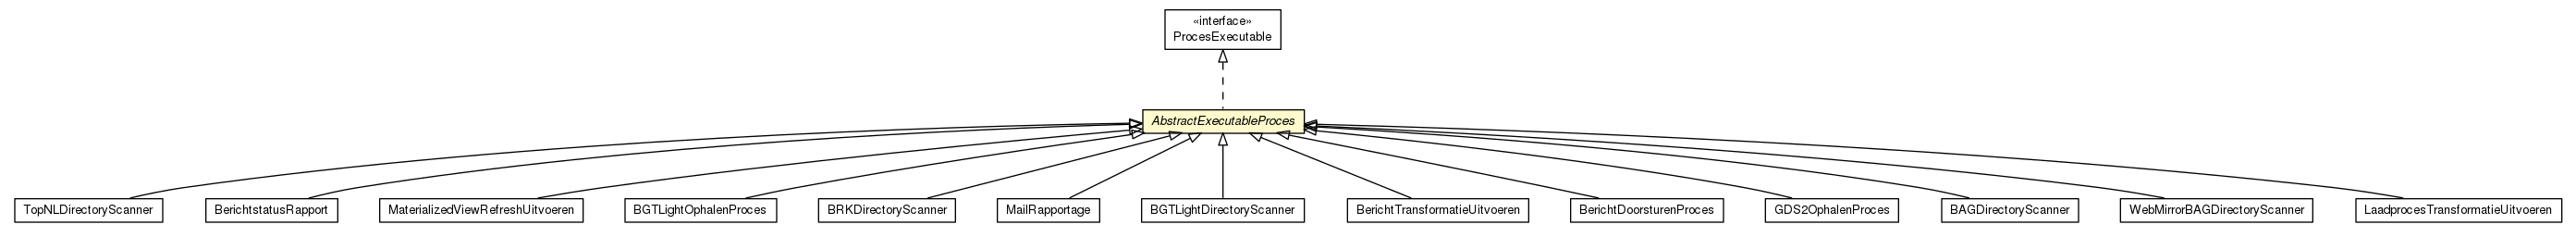 «interface»
ProcesExecutable
AbstractExecutableProces
TopNLDirectoryScanner
BerichtstatusRapport
MaterializedViewRefreshUitvoeren
BGTLightOphalenProces
BRKDirectoryScanner
MailRapportage
BGTLightDirectoryScanner
BerichtTransformatieUitvoeren
BerichtDoorsturenProces
GDS2OphalenProces
BAGDirectoryScanner
WebMirrorBAGDirectoryScanner
LaadprocesTransformatieUitvoeren